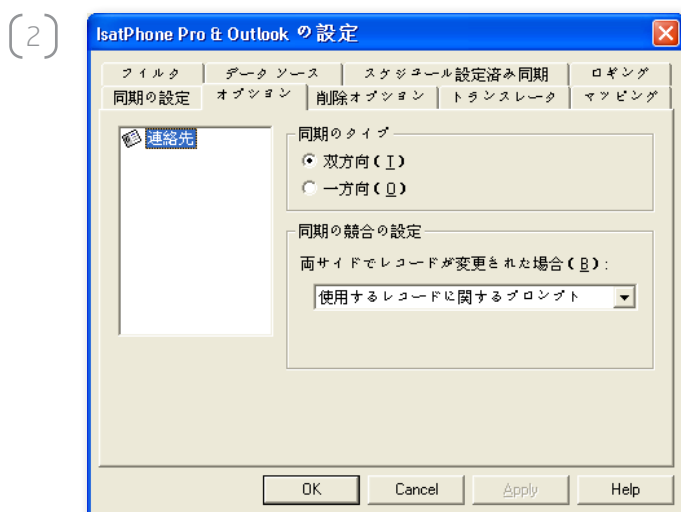 2
IsatPhone Pro & Outlook の設定
フィルタ データ ソース スケジュール設定済み同期 ロギング
同期の設定 オプション 削除オプション トランスレータ マッピング
連絡先
同期のタイプ
双方向(T)
一方向(O)
同期の競合の設定
両サイドでレコードが変更された場合(B):
使用するレコードに関するプロンプト
OK Cancel Apply Help